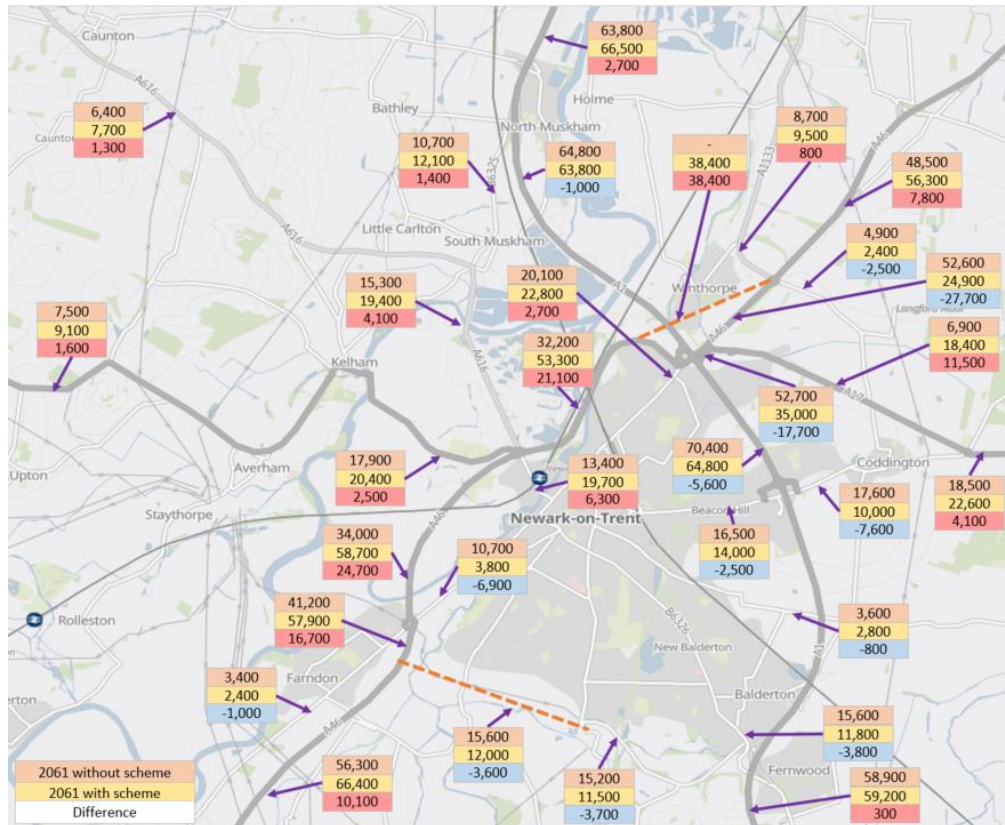 Caunton
63,800
66,500
2,700
A616
6,400
7,700
1,300
Bathley
Holme
North Muskham
8,700
9,500
800
10,700
12,100
1,400
B6325
64,800
63,800
-1,000
-
38,400
38,400
A1133
A46
48,500
56,300
7,800
Little Carlton
A616
South Muskham
4,900
2,400
-2,500
20,100
22,800
2,700
A1
Winthorpe
A46
52,600
24,900
-27,700
15,300
19,400
4,100
7,500
9,100
1,600
A616
Kelham
32,200
53,300
21,100
6,900
18,400
11,500
A17
52,700
35,000
-17,700
Upton
Averham
17,900
20,400
2,500
13,400
19,700
6,300
70,400
64,800
-5,600
Coddington
18,500
22,600
4,100
17,600
10,000
-7,600
Staythorpe
A46
Newark-on-Trent
Beacon Hill
16,500
14,000
-2,500
34,000
58,700
24,700
10,700
3,800
-6,900
Rolleston
41,200
57,900
16,700
B6326
New Balderton
3,600
2,800
-800
A1
Farndon
3,400
2,400
-1,000
A46
Balderton
15,600
12,000
-3,600
15,600
11,800
-3,800
56,300
66,400
10,100
15,200
11,500
-3,700
Fernwood
58,900
59,200
300
2061 without scheme
2061 with scheme
Difference